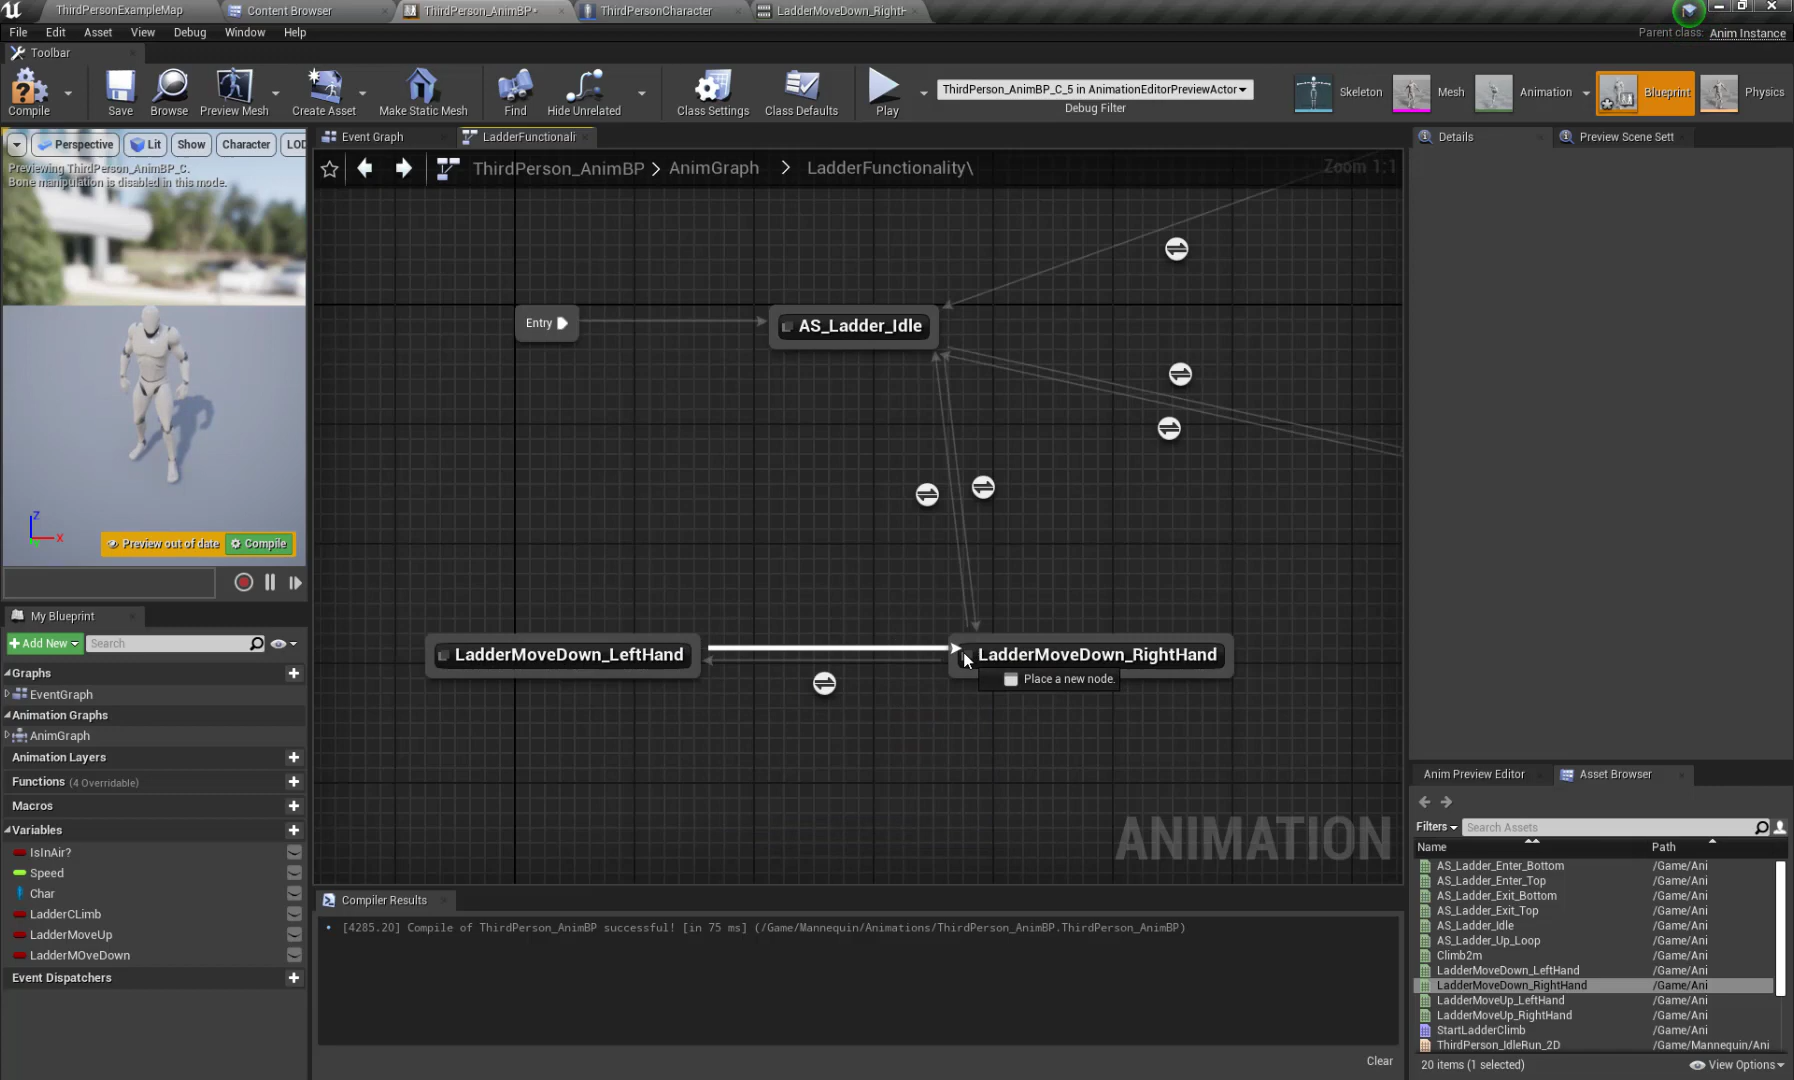 ThirdPersonExampleMap
Content Browser
ThirdPerson_AnimBP*
ThirdPersonCharacter
LadderMoveDown_RightH
File Edit Asset View Debug Window Help
Parent class: Anim Instance
Toolbar
Compile
Save
Browse
Preview Mesh
Create Asset
Make Static Mesh
Find
Hide Unrelated
Class Settings
Class Defaults
Play
ThirdPerson_AnimBP_C_5 in AnimationEditorPreviewActor
Debug Filter
Skeleton
Mesh
Animation
Blueprint
Physics
Perspective Lit Show Character LOD
Previewing ThirdPerson_AnimBP_C.
Bone manipulation is disabled in this mode.
Z
X
Preview out of date Compile
Event Graph
LadderFunctionali
ThirdPerson_AnimBP > AnimGraph > LadderFunctionality\
Zoom 1:1
Entry
AS_Ladder_Idle
LadderMoveDown_LeftHand
LadderMoveDown_RightHand
Place a new node.
ANIMATION
My Blueprint
Add New Search
Graphs
EventGraph
Animation Graphs
AnimGraph
Animation Layers
Functions (4 Overridable)
Macros
Variables
IsInAir?
Speed
Char
LadderCLimb
LadderMoveUp
LadderMOveDown
Event Dispatchers
Compiler Results
[4285.20] Compile of ThirdPerson_AnimBP successful! [in 75 ms] (/Game/Mannequin/Animations/ThirdPerson_AnimBP.ThirdPerson_AnimBP)
Clear
Details
Preview Scene Sett
Anim Preview Editor
Asset Browser
Filters Search Assets
Name Path
AS_Ladder_Enter_Bottom /Game/Ani
AS_Ladder_Enter_Top /Game/Ani
AS_Ladder_Exit_Bottom /Game/Ani
AS_Ladder_Exit_Top /Game/Ani
AS_Ladder_Idle /Game/Ani
AS_Ladder_Up_Loop /Game/Ani
Climb2m /Game/Ani
LadderMoveDown_LeftHand /Game/Ani
LadderMoveDown_RightHand /Game/Ani
LadderMoveUp_LeftHand /Game/Ani
LadderMoveUp_RightHand /Game/Ani
StartLadderClimb /Game/Ani
ThirdPerson_IdleRun_2D /Game/Mannequin/Ani
20 items (1 selected)
View Options